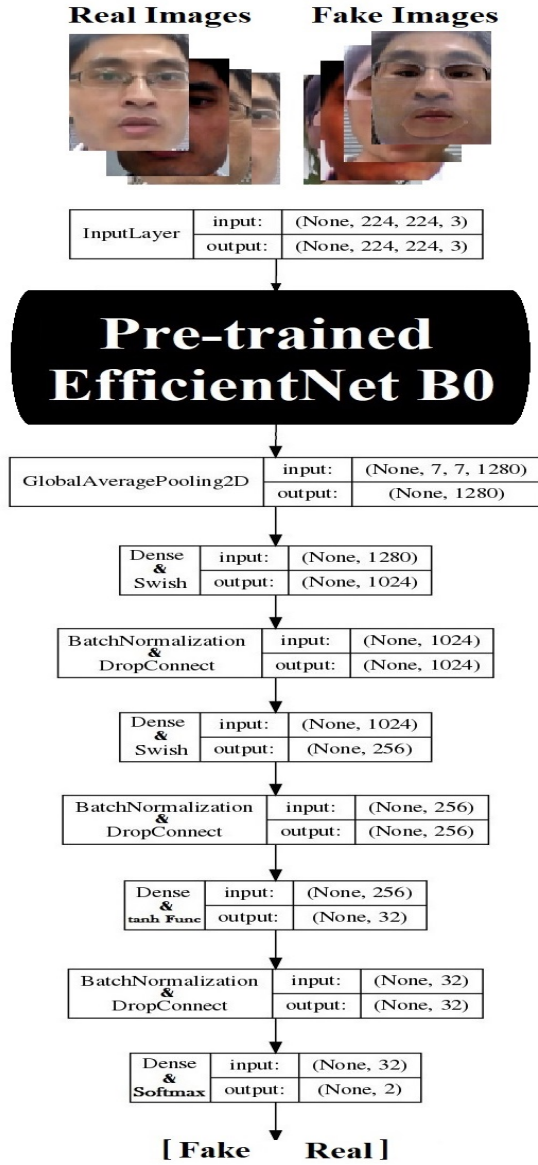 Real Images Fake Images
InputLayer input: (None, 224, 224, 3)
output: (None, 224, 224, 3)
Pre-trained
EfficientNet B0
GlobalAveragePooling2D input: (None, 7, 7, 1280)
output: (None, 1280)
Dense input: (None, 1280)
&
Swish output: (None, 1024)
BatchNormalization input: (None, 1024)
&
DropConnect output: (None, 1024)
Dense input: (None, 1024)
&
Swish output: (None, 256)
BatchNormalization input: (None, 256)
&
DropConnect output: (None, 256)
Dense input: (None, 256)
&
tanh Func output: (None, 32)
BatchNormalization input: (None, 32)
&
DropConnect output: (None, 32)
Dense input: (None, 32)
&
Softmax output: (None, 2)
[ Fake Real ]